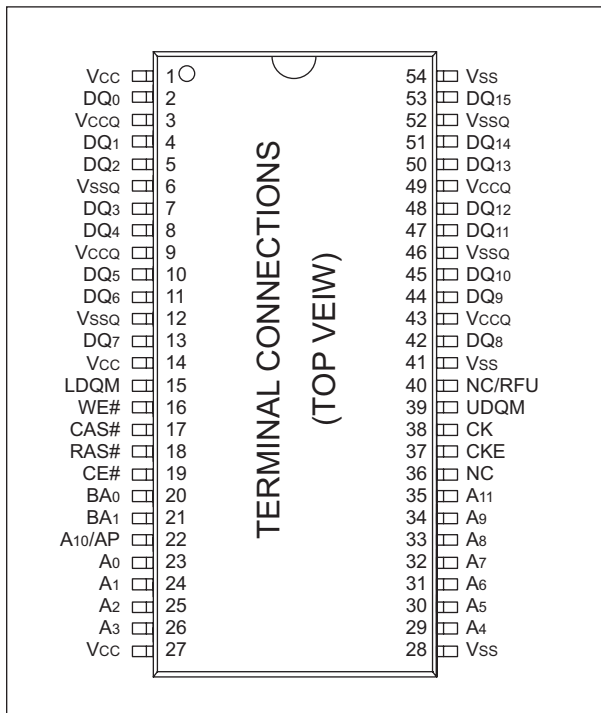 VCC 1 54 VSS
DQ0 2 53 DQ15
VCCQ 3 52 VSSQ
DQ1 4 51 DQ14
DQ2 5 50 DQ13
VSSQ 6 49 VCCQ
DQ3 7 48 DQ12
DQ4 8 47 DQ11
VCCQ 9 46 VSSQ
DQ5 10 45 DQ10
DQ6 11 44 DQ9
VSSQ 12 43 VCCQ
DQ7 13 42 DQ8
VCC 14 41 VSS
LDQM 15 40 NC/RFU
WE# 16 39 UDQM
CAS# 17 38 CK
RAS# 18 37 CKE
CE# 19 36 NC
BA0 20 35 A11
BA1 21 34 A9
A10/AP 22 33 A8
A0 23 32 A7
A1 24 31 A6
A2 25 30 A5
A3 26 29 A4
VCC 27 28 VSS
TERMINAL CONNECTIONS
(TOP VEIW)